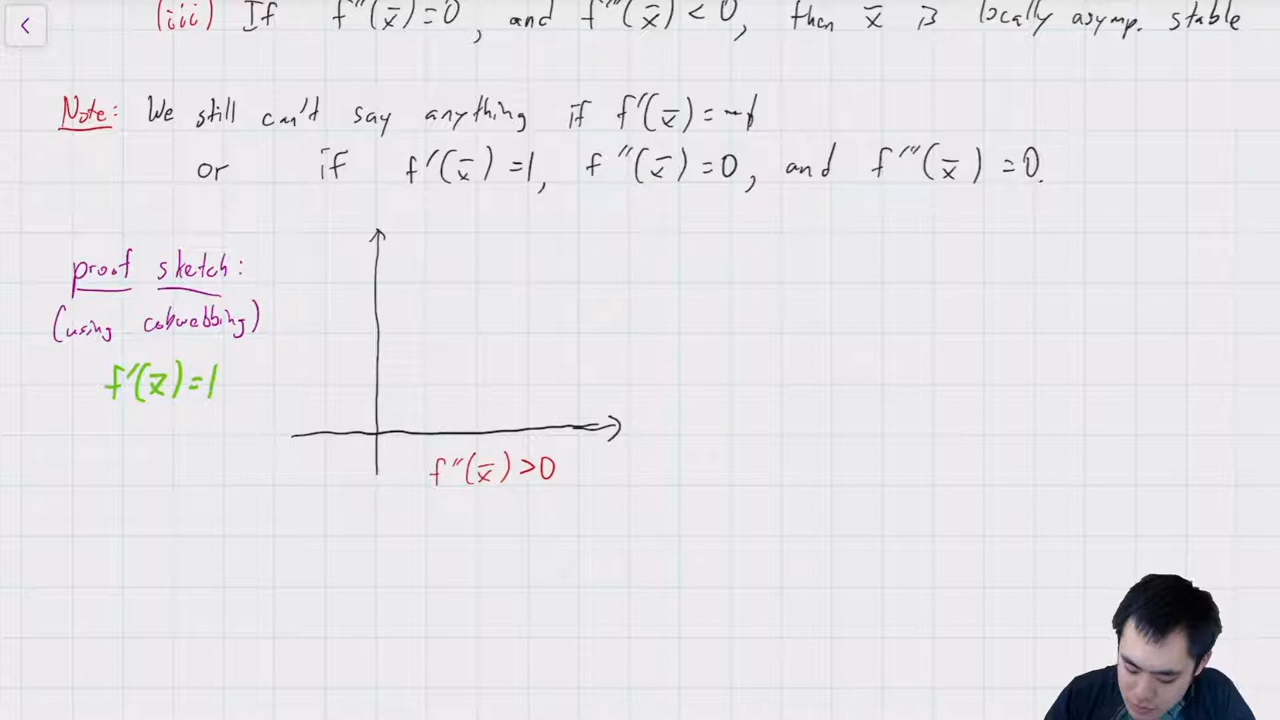 (iii) If f''(x̄)=0, and f'''(x̄) < 0, then x̄ is locally asymp. stable
Note: We still can't say anything if f'(x̄) = -1
or if f'(x̄)=1, f''(x̄)=0, and f'''(x̄)=0.
proof sketch:
(using cobwebbing)
f'(x̄)=1
f''(x̄)>0